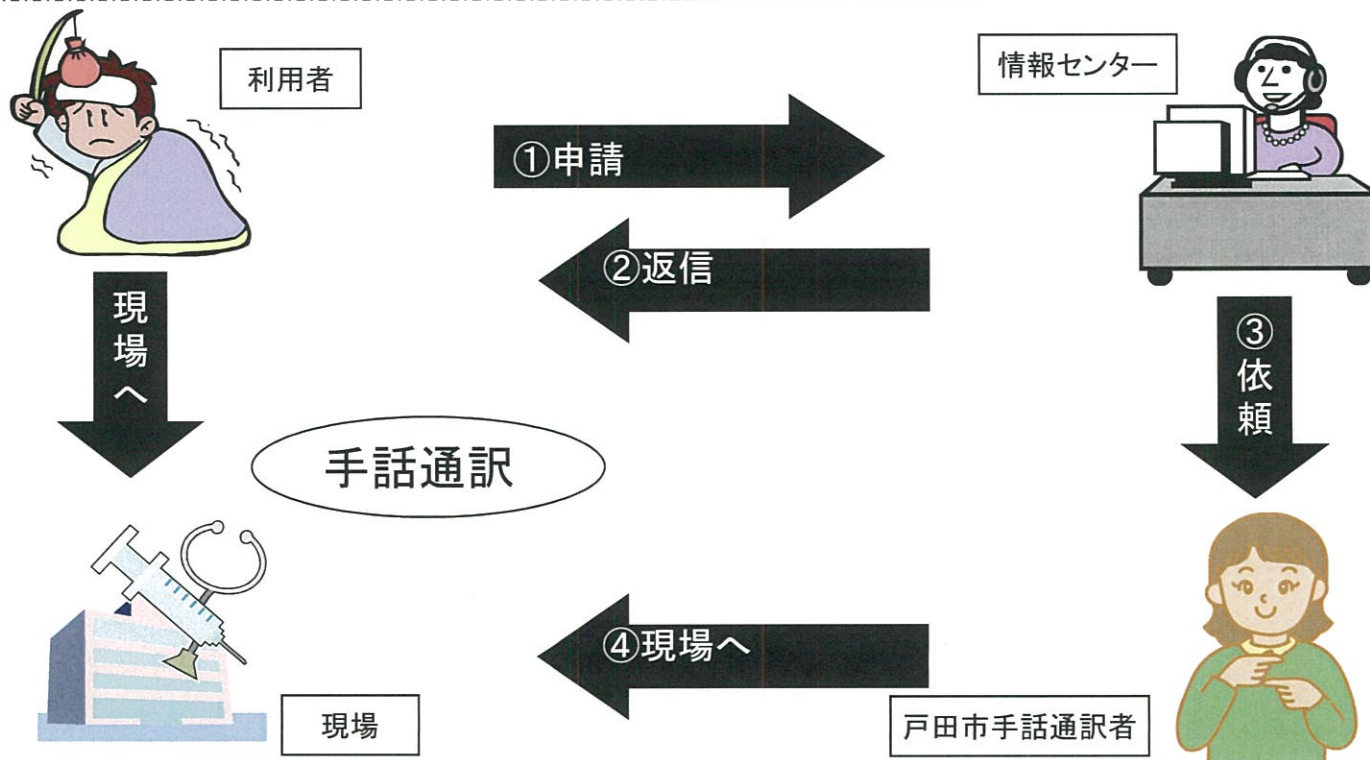 利用者
情報センター
①申請
②返信
現場へ
③依頼
手話通訳
④現場へ
現場
戸田市手話通訳者